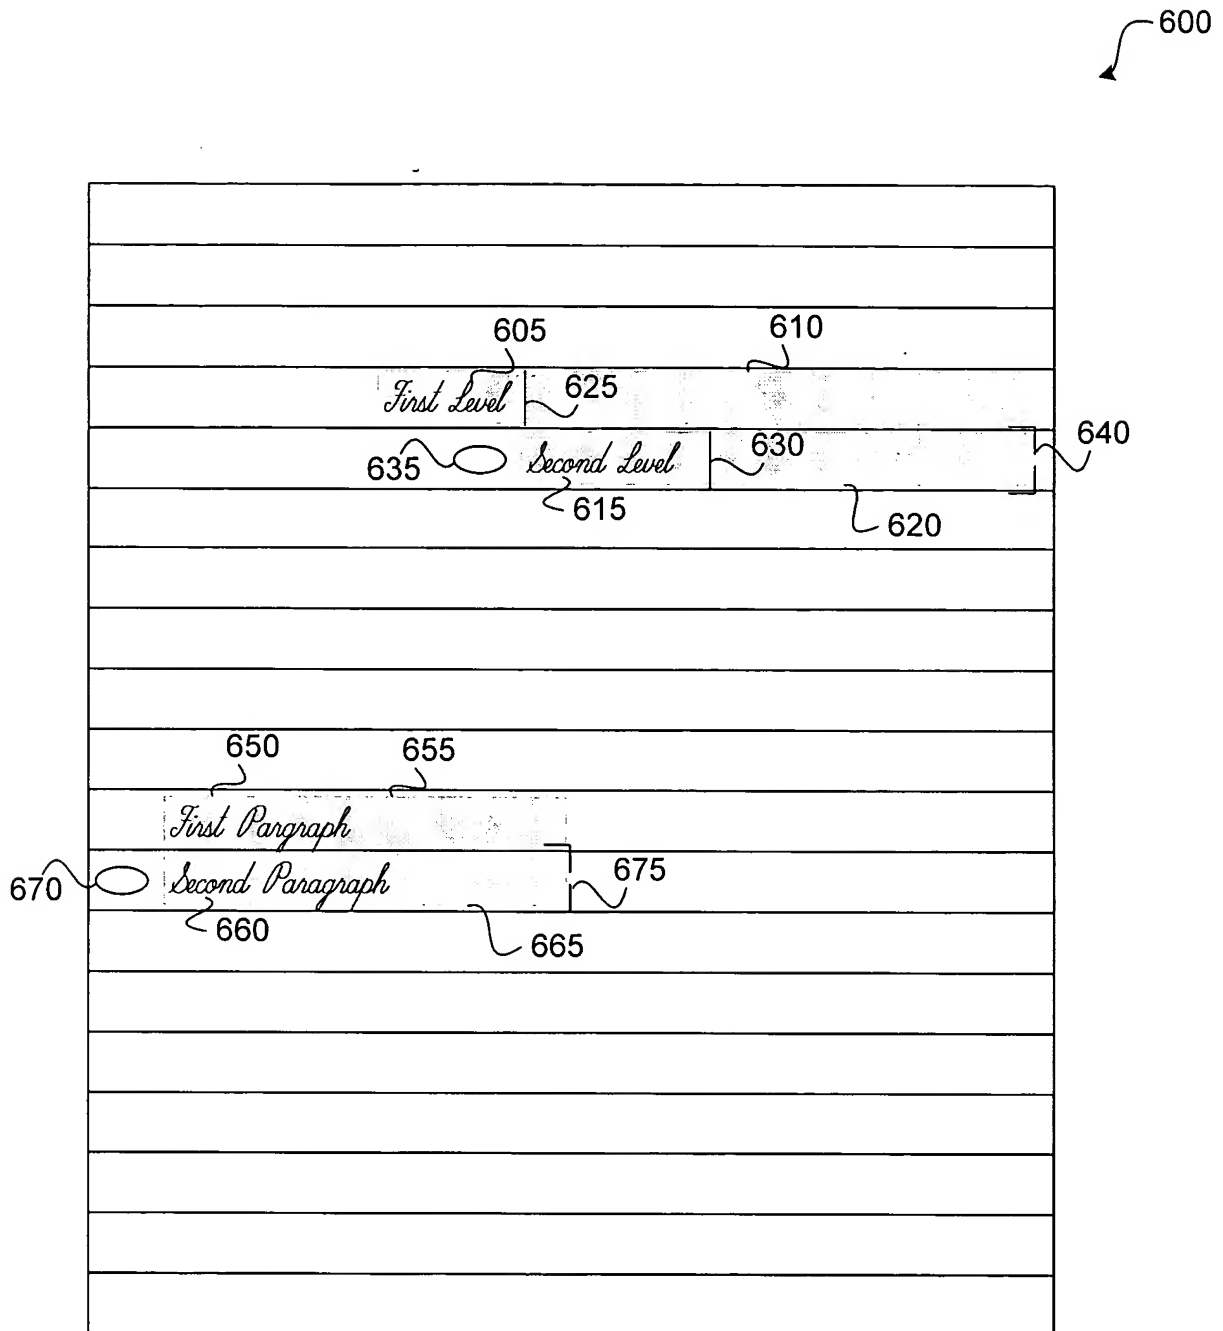 600
605 610
First Level 625
635 Second Level 630 640
615 620
650 655
First Pargraph
670 Second Paragraph 675
660 665